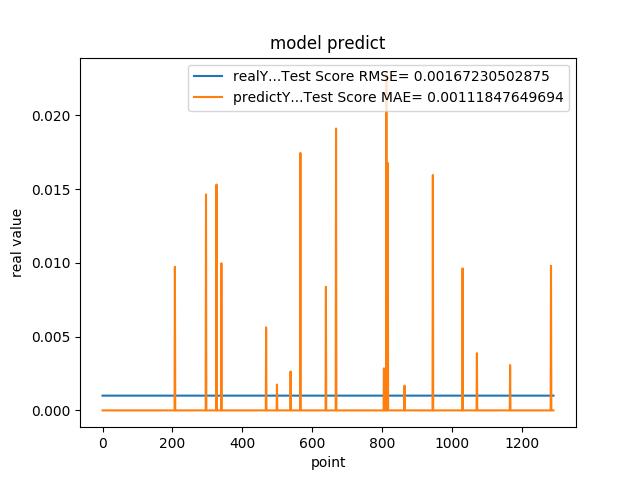 model predict
realY...Test Score RMSE= 0.00167230502875
predictY...Test Score MAE= 0.00111847649694
0.020
0.015
0.010
0.005
0.000
real value
0 200 400 600 800 1000 1200
point